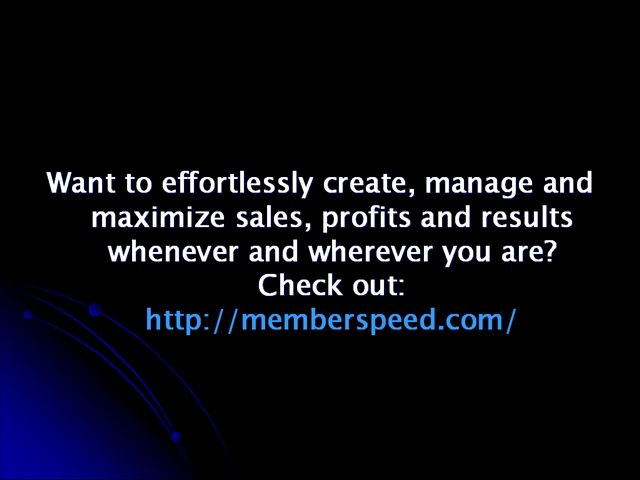 Want to effortlessly create, manage and
maximize sales, profits and results
whenever and wherever you are?
Check out:
http://memberspeed.com/